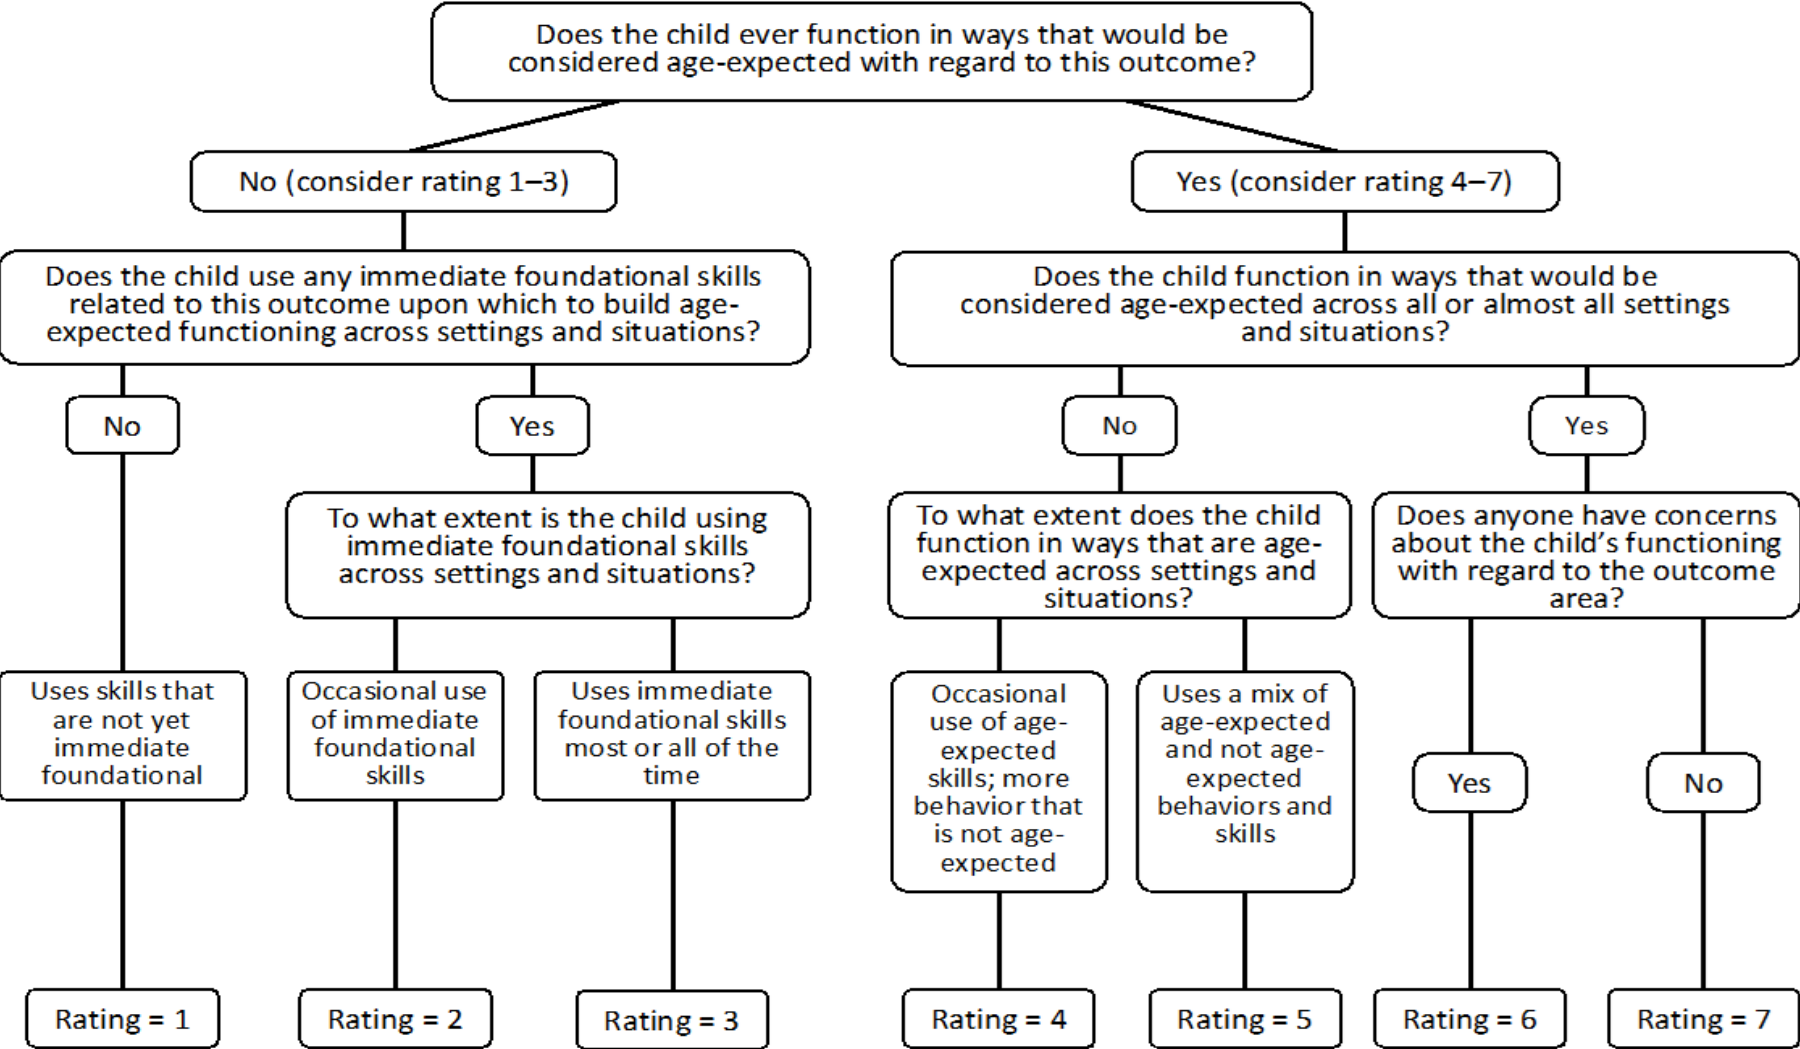 Does the child ever function in ways that would be
considered age-expected with regard to this outcome?
No (consider rating 1–3)
Yes (consider rating 4–7)
Does the child use any immediate foundational skills
related to this outcome upon which to build age-
expected functioning across settings and situations?
Does the child function in ways that would be
considered age-expected across all or almost all settings
and situations?
No
Yes
No
Yes
To what extent is the child using
immediate foundational skills
across settings and situations?
To what extent does the child
function in ways that are age-
expected across settings and
situations?
Does anyone have concerns
about the child’s functioning
with regard to the outcome
area?
Uses skills that
are not yet
immediate
foundational
Occasional use
of immediate
foundational
skills
Uses immediate
foundational skills
most or all of the
time
Occasional
use of age-
expected
skills; more
behavior that
is not age-
expected
Uses a mix of
age-expected
and not age-
expected
behaviors and
skills
Yes
No
Rating = 1
Rating = 2
Rating = 3
Rating = 4
Rating = 5
Rating = 6
Rating = 7